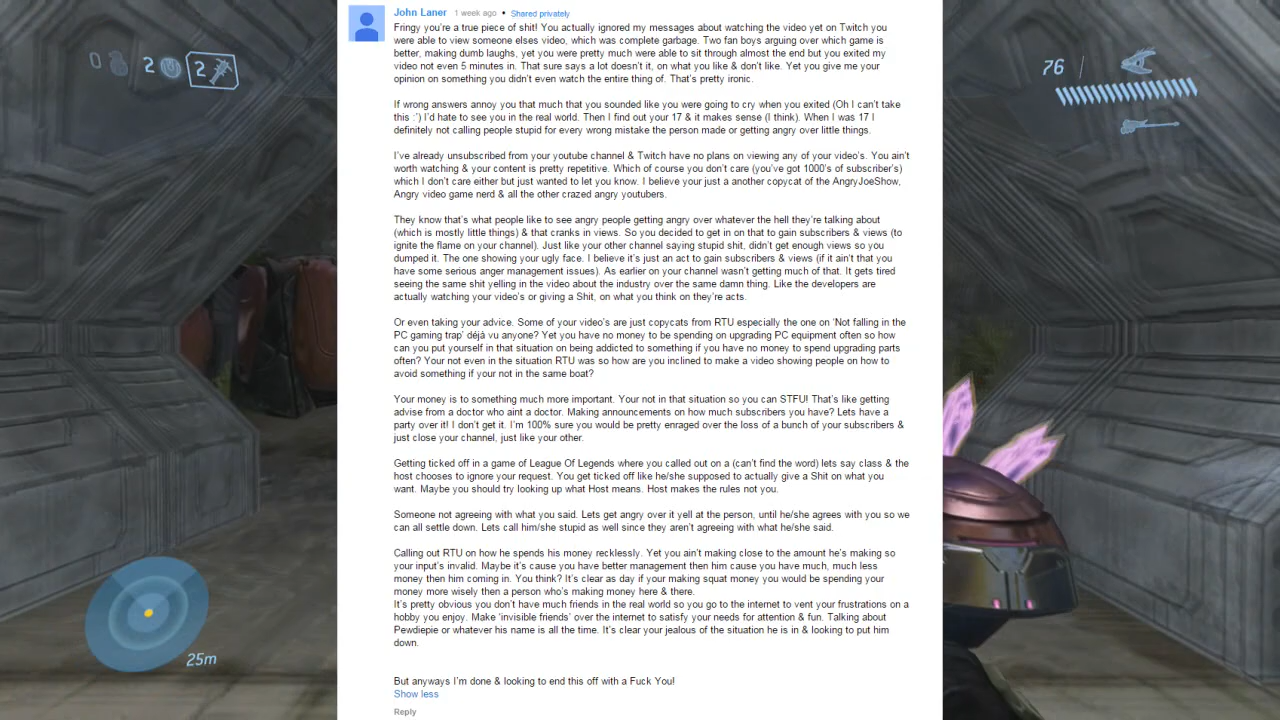 John Laner 1 week ago • Shared privately
Fringy you're a true piece of shit! You actually ignored my messages about watching the video yet on Twitch you
were able to view someone elses video, which was complete garbage. Two fan boys arguing over which game is
better, making dumb laughs, yet you were pretty much were able to sit through almost the end but you exited my
video not even 5 minutes in. That sure says a lot doesn't it, on what you like & don't like. Yet you give me your
opinion on something you didn't even watch the entire thing of. That's pretty ironic.
If wrong answers annoy you that much that you sounded like you were going to cry when you exited (Oh I can't take
this :') I'd hate to see you in the real world. Then I find out your 17 & it makes sense (I think). When I was 17 I
definitely not calling people stupid for every wrong mistake the person made or getting angry over little things.
I've already unsubscribed from your youtube channel & Twitch have no plans on viewing any of your video's. You ain't
worth watching & your content is pretty repetitive. Which of course you don't care (you've got 1000's of subscriber's)
which I don't care either but just wanted to let you know. I believe your just a another copycat of the AngryJoeShow,
Angry video game nerd & all the other crazed angry youtubers.
They know that's what people like to see angry people getting angry over whatever the hell they're talking about
(which is mostly little things) & that cranks in views. So you decided to get in on that to gain subscribers & views (to
ignite the flame on your channel). Just like your other channel saying stupid shit, didn't get enough views so you
dumped it. The one showing your ugly face. I believe it's just an act to gain subscribers & views (if it ain't that you
have some serious anger management issues). As earlier on your channel wasn't getting much of that. It gets tired
seeing the same shit yelling in the video about the industry over the same damn thing. Like the developers are
actually watching your video's or giving a Shit, on what you think on they're acts.
Or even taking your advice. Some of your video's are just copycats from RTU especially the one on 'Not falling in the
PC gaming trap' déjà vu anyone? Yet you have no money to be spending on upgrading PC equipment often so how
can you put yourself in that situation on being addicted to something if you have no money to spend upgrading parts
often? Your not even in the situation RTU was so how are you inclined to make a video showing people on how to
avoid something if your not in the same boat?
Your money is to something much more important. Your not in that situation so you can STFU! That's like getting
advise from a doctor who aint a doctor. Making announcements on how much subscribers you have? Lets have a
party over it! I don't get it. I'm 100% sure you would be pretty enraged over the loss of a bunch of your subscribers &
just close your channel, just like your other.
Getting ticked off in a game of League Of Legends where you called out on a (can't find the word) lets say class & the
host chooses to ignore your request. You get ticked off like he/she supposed to actually give a Shit on what you
want. Maybe you should try looking up what Host means. Host makes the rules not you.
Someone not agreeing with what you said. Lets get angry over it yell at the person, until he/she agrees with you so we
can all settle down. Lets call him/she stupid as well since they aren't agreeing with what he/she said.
Calling out RTU on how he spends his money recklessly. Yet you ain't making close to the amount he's making so
your input's invalid. Maybe it's cause you have better management then him cause you have much, much less
money then him coming in. You think? It's clear as day if your making squat money you would be spending your
money more wisely then a person who's making money here & there.
It's pretty obvious you don't have much friends in the real world so you go to the internet to vent your frustrations on a
hobby you enjoy. Make 'invisible friends' over the internet to satisfy your needs for attention & fun. Talking about
Pewdiepie or whatever his name is all the time. It's clear your jealous of the situation he is in & looking to put him
down.
But anyways I'm done & looking to end this off with a Fuck You!
Show less
Reply
0 2 2
76
25m